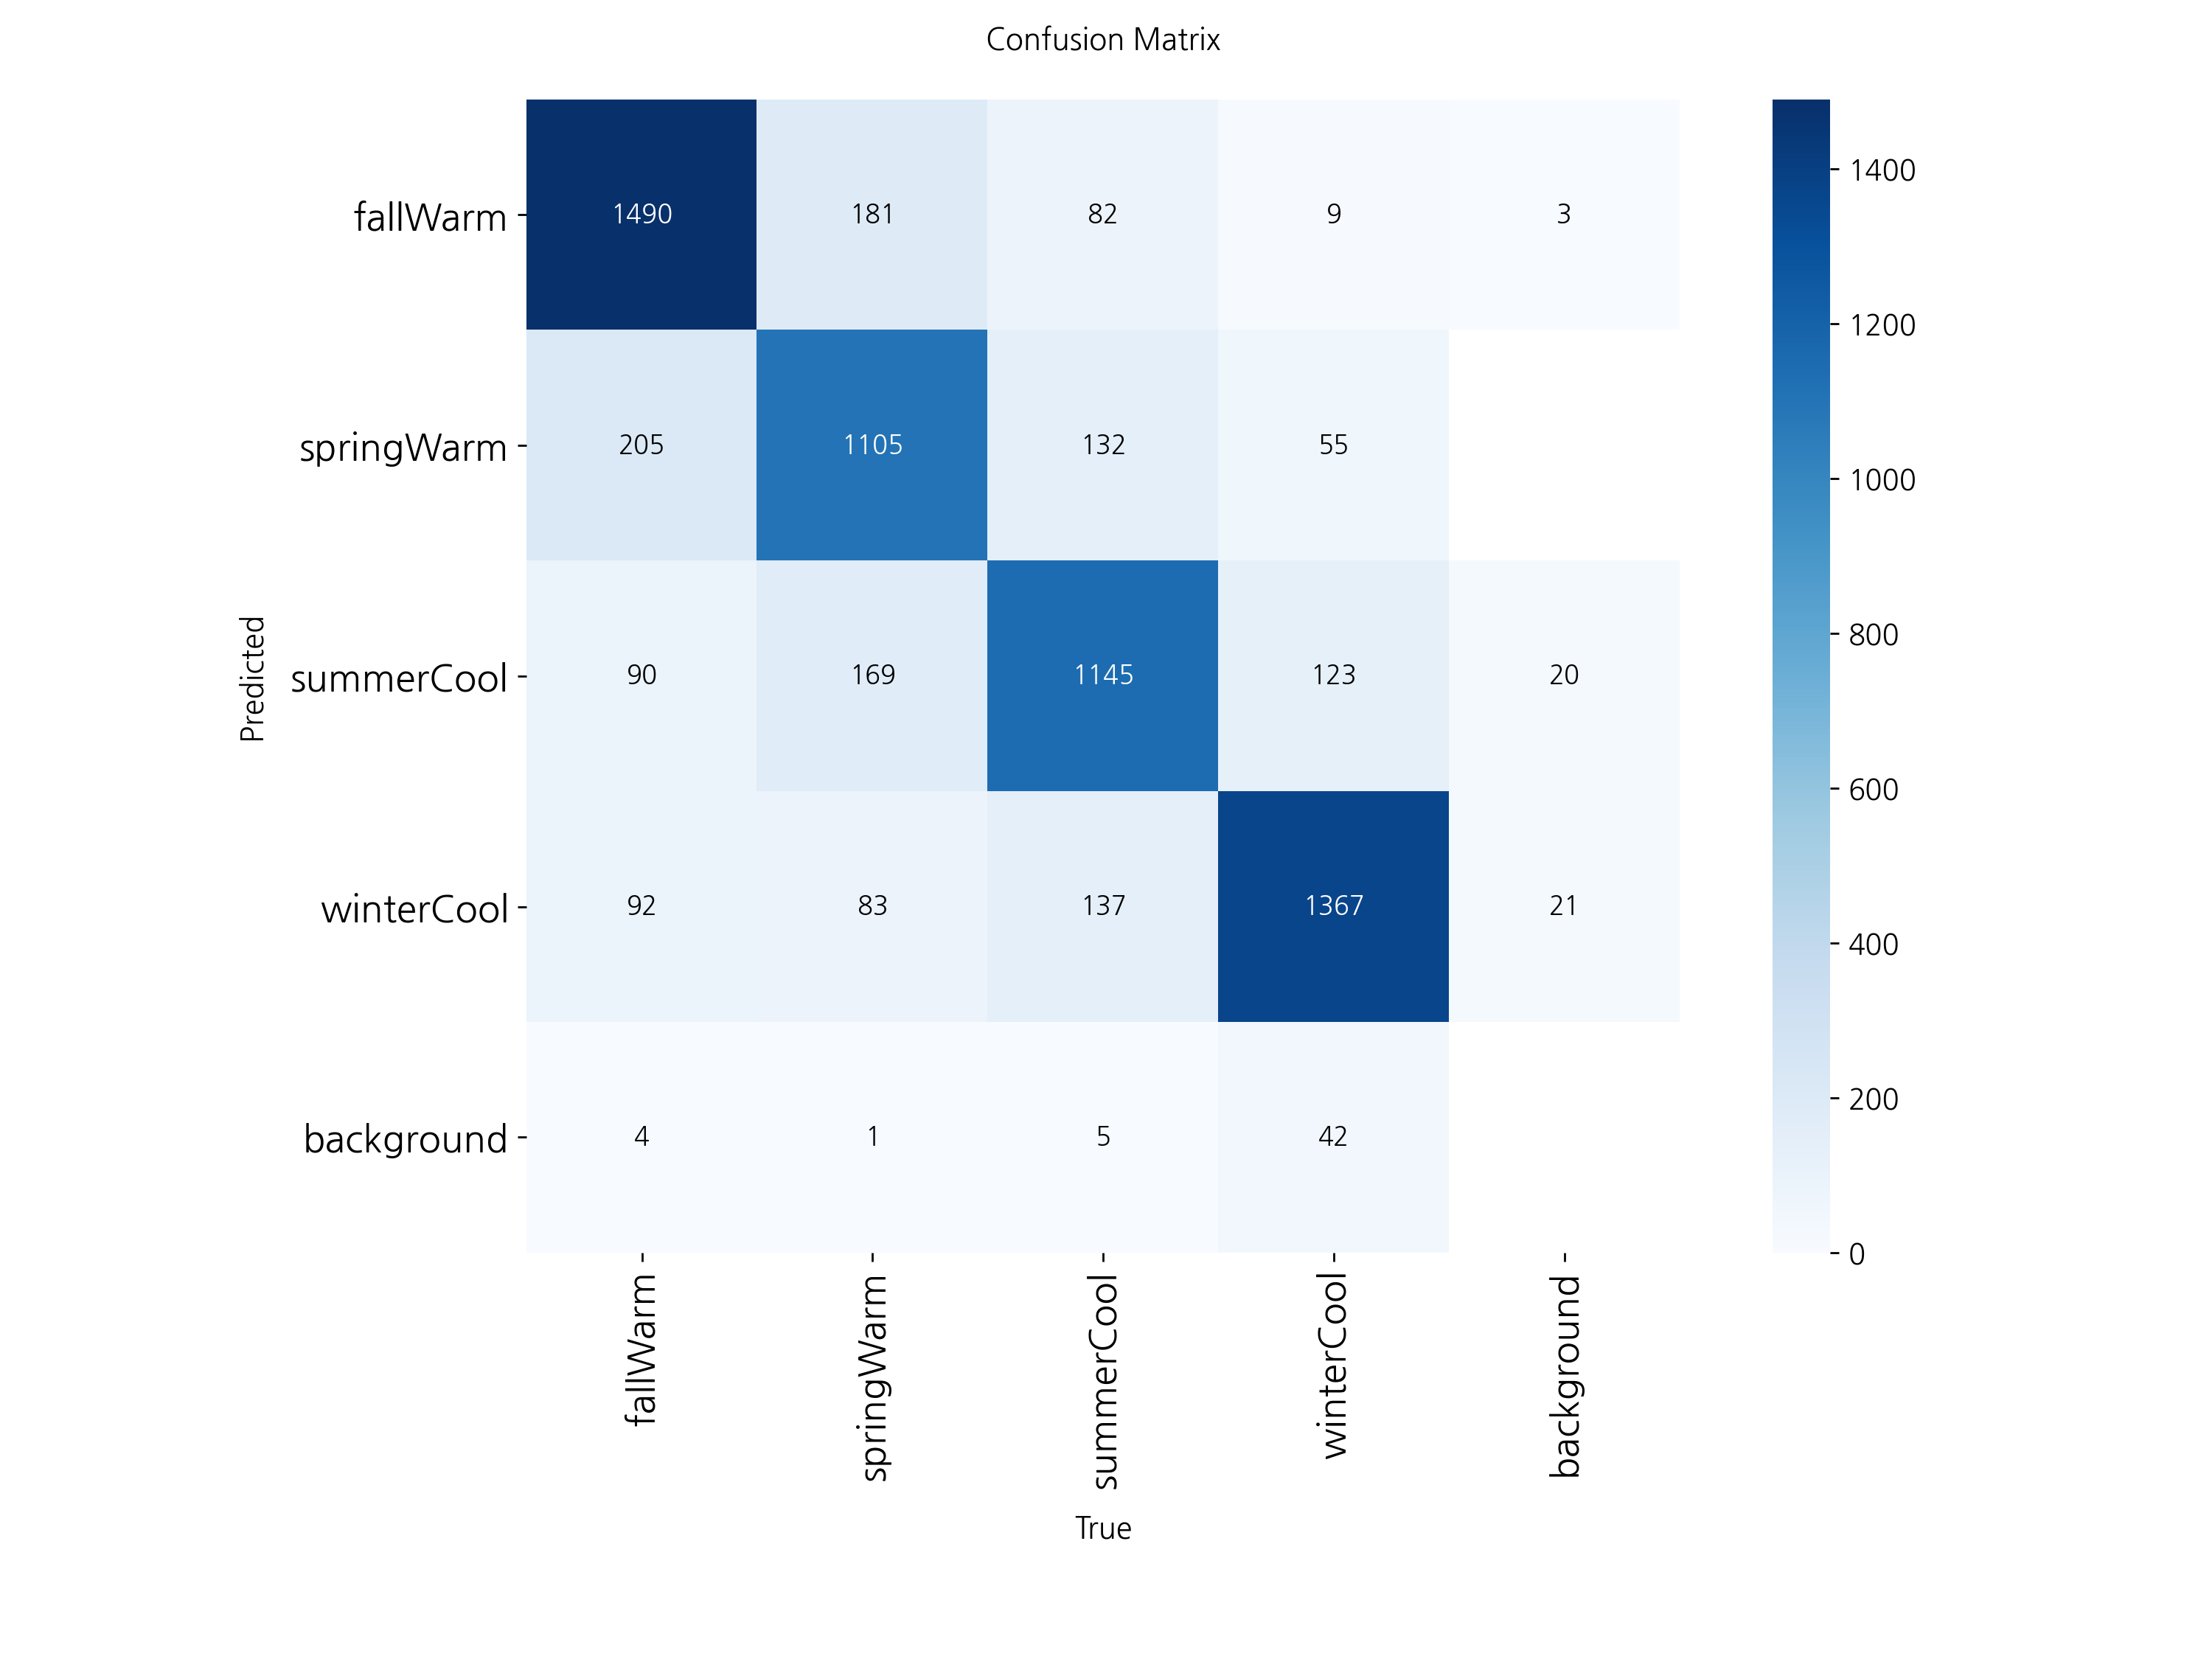 Confusion Matrix
fallWarm 1490 181 82 9 3
springWarm 205 1105 132 55
summerCool 90 169 1145 123 20
winterCool 92 83 137 1367 21
background 4 1 5 42
Predicted
fallWarm springWarm summerCool winterCool background
True
1400
1200
1000
800
600
400
200
0